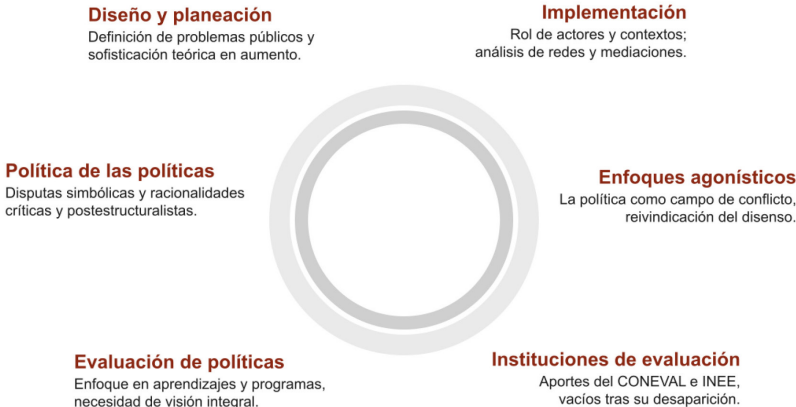 Diseño y planeación
Definición de problemas públicos y
sofisticación teórica en aumento.
Implementación
Rol de actores y contextos;
análisis de redes y mediaciones.
Política de las políticas
Disputas simbólicas y racionalidades
críticas y postestructuralistas.
Enfoques agonísticos
La política como campo de conflicto,
reivindicación del disenso.
Evaluación de políticas
Enfoque en aprendizajes y programas,
necesidad de visión integral.
Instituciones de evaluación
Aportes del CONEVAL e INEE,
vacíos tras su desaparición.